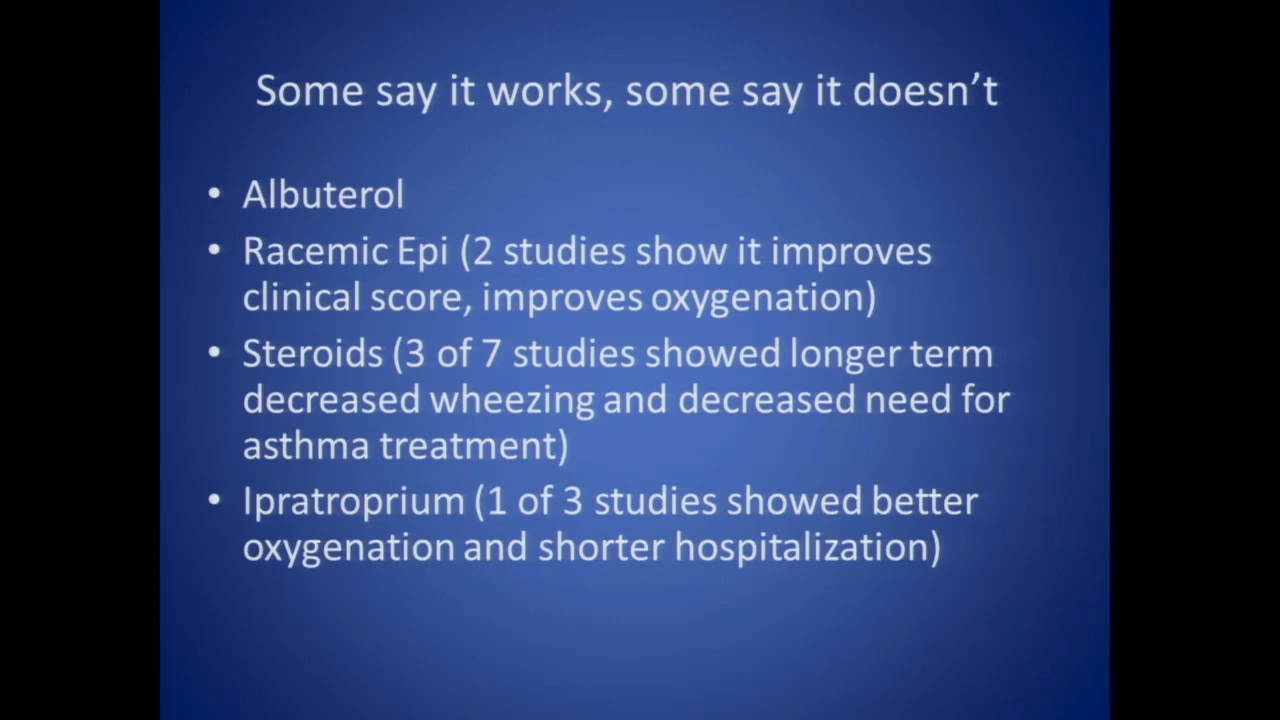 Some say it works, some say it doesn’t
• Albuterol
• Racemic Epi (2 studies show it improves
clinical score, improves oxygenation)
• Steroids (3 of 7 studies showed longer term
decreased wheezing and decreased need for
asthma treatment)
• Ipratroprium (1 of 3 studies showed better
oxygenation and shorter hospitalization)